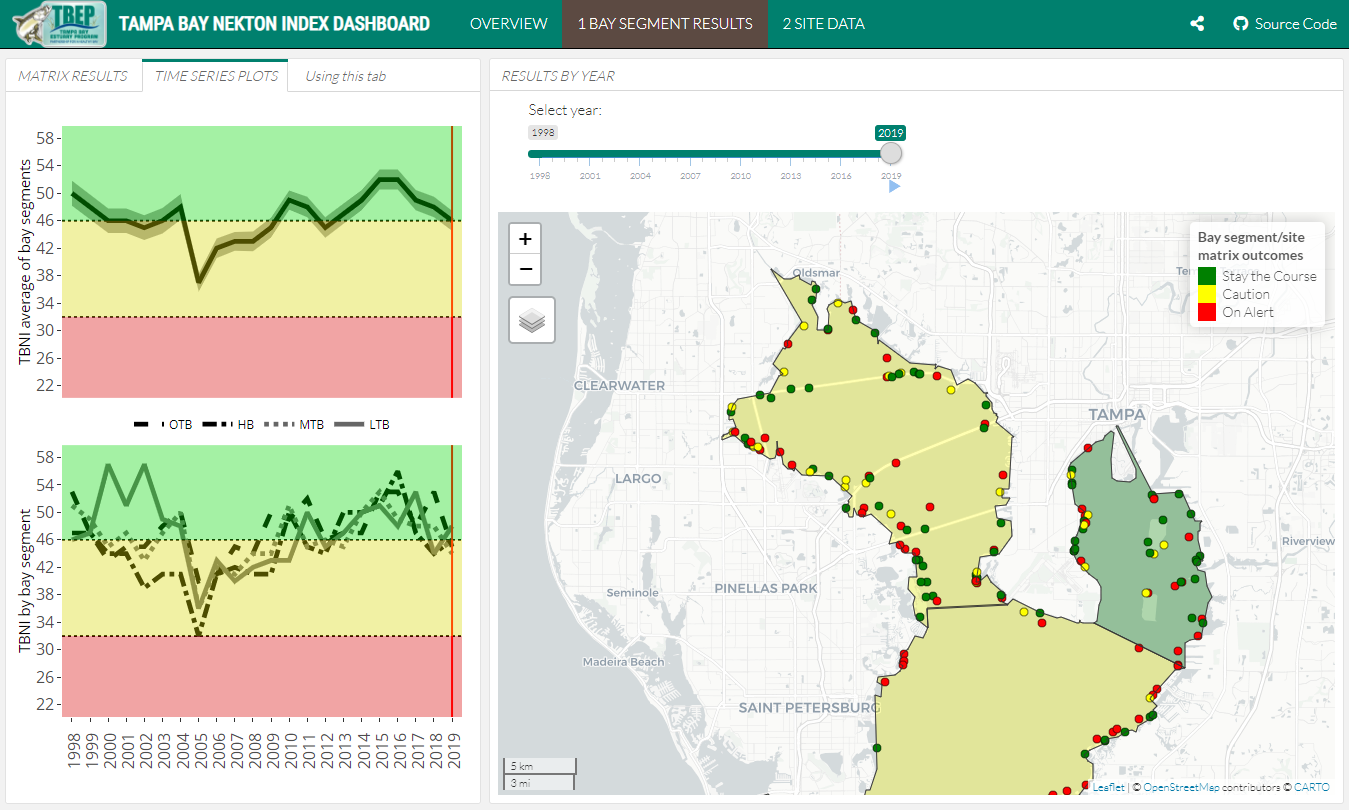 TBEP
TAMPA BAY
ESTUARY PROGRAM
TAMPA BAY NEKTON INDEX DASHBOARD
OVERVIEW
1 BAY SEGMENT RESULTS
2 SITE DATA
Source Code
MATRIX RESULTS
TIME SERIES PLOTS
Using this tab
TBNI average of bay segments
58
54
50
46
42
38
34
30
26
22
OTB
HB
MTB
LTB
TBNI by bay segment
58
54
50
46
42
38
34
30
26
22
1998
1999
2000
2001
2002
2003
2004
2005
2006
2007
2008
2009
2010
2011
2012
2013
2014
2015
2016
2017
2018
2019
RESULTS BY YEAR
Select year:
1998
2019
1998
2001
2004
2007
2010
2013
2016
2019
+
−
Bay segment/site
matrix outcomes
Stay the Course
Caution
On Alert
Oldsmar
CLEARWATER
TAMPA
LARGO
Riverview
PINELLAS PARK
Seminole
Madeira Beach
SAINT PETERSBURG
5 km
3 mi
Leaflet | © OpenStreetMap contributors © CARTO